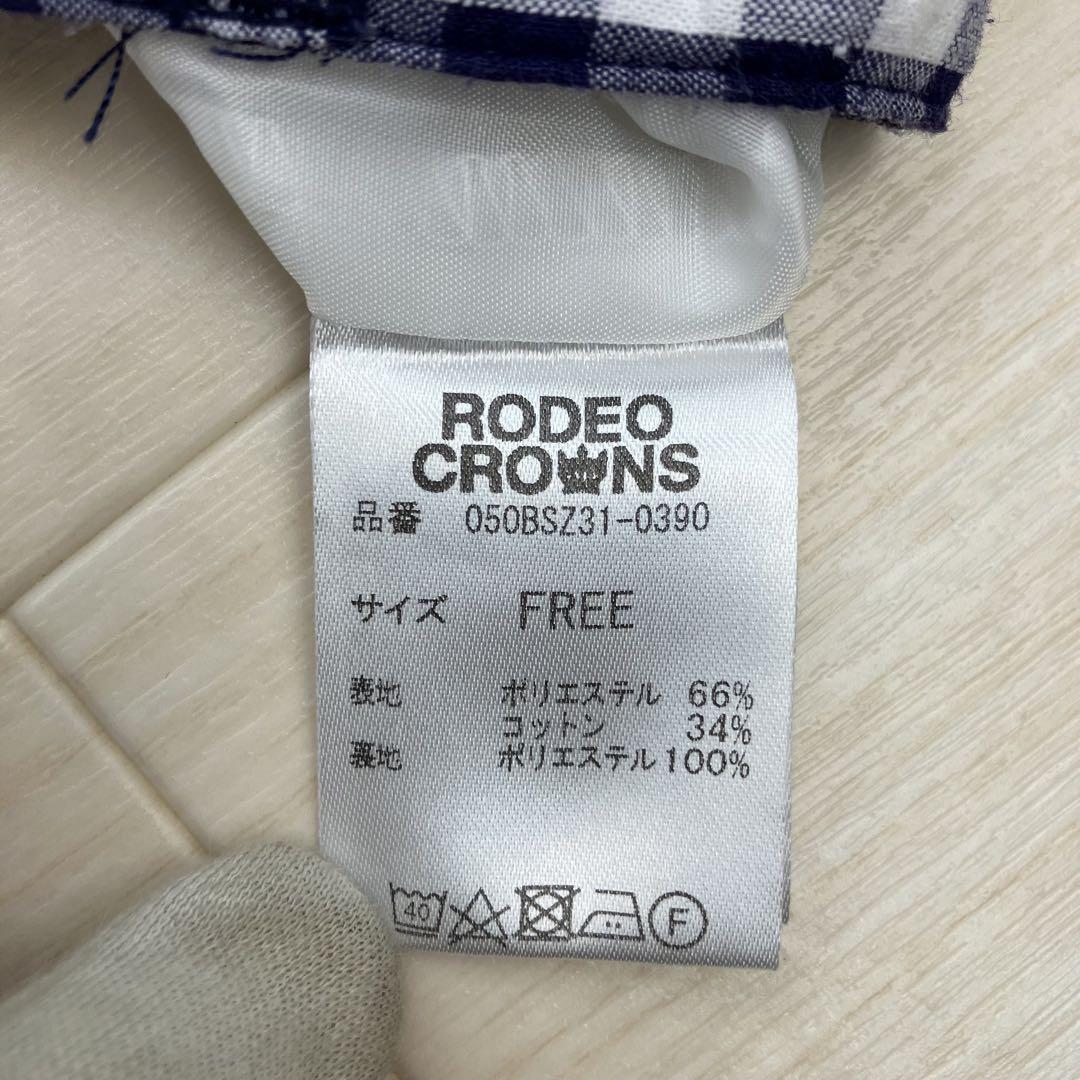 RODEO
CROWNS
品番 050BSZ31-0390
サイズ FREE
表地 ポリエステル 66%
コットン 34%
裏地 ポリエステル 100%
40 F